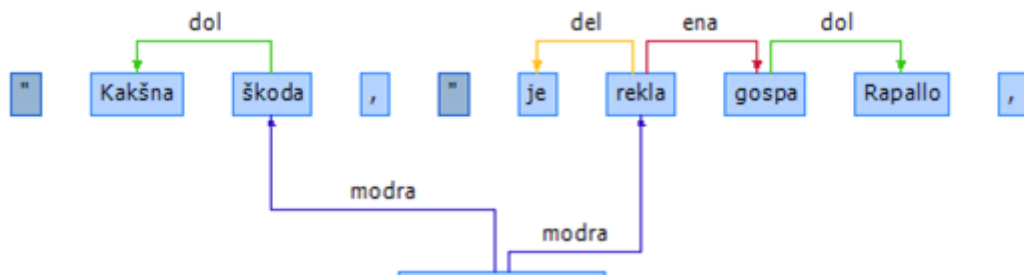 dol del ena dol
" Kakšna škoda , " je rekla gospa Rapallo ,
modra
modra